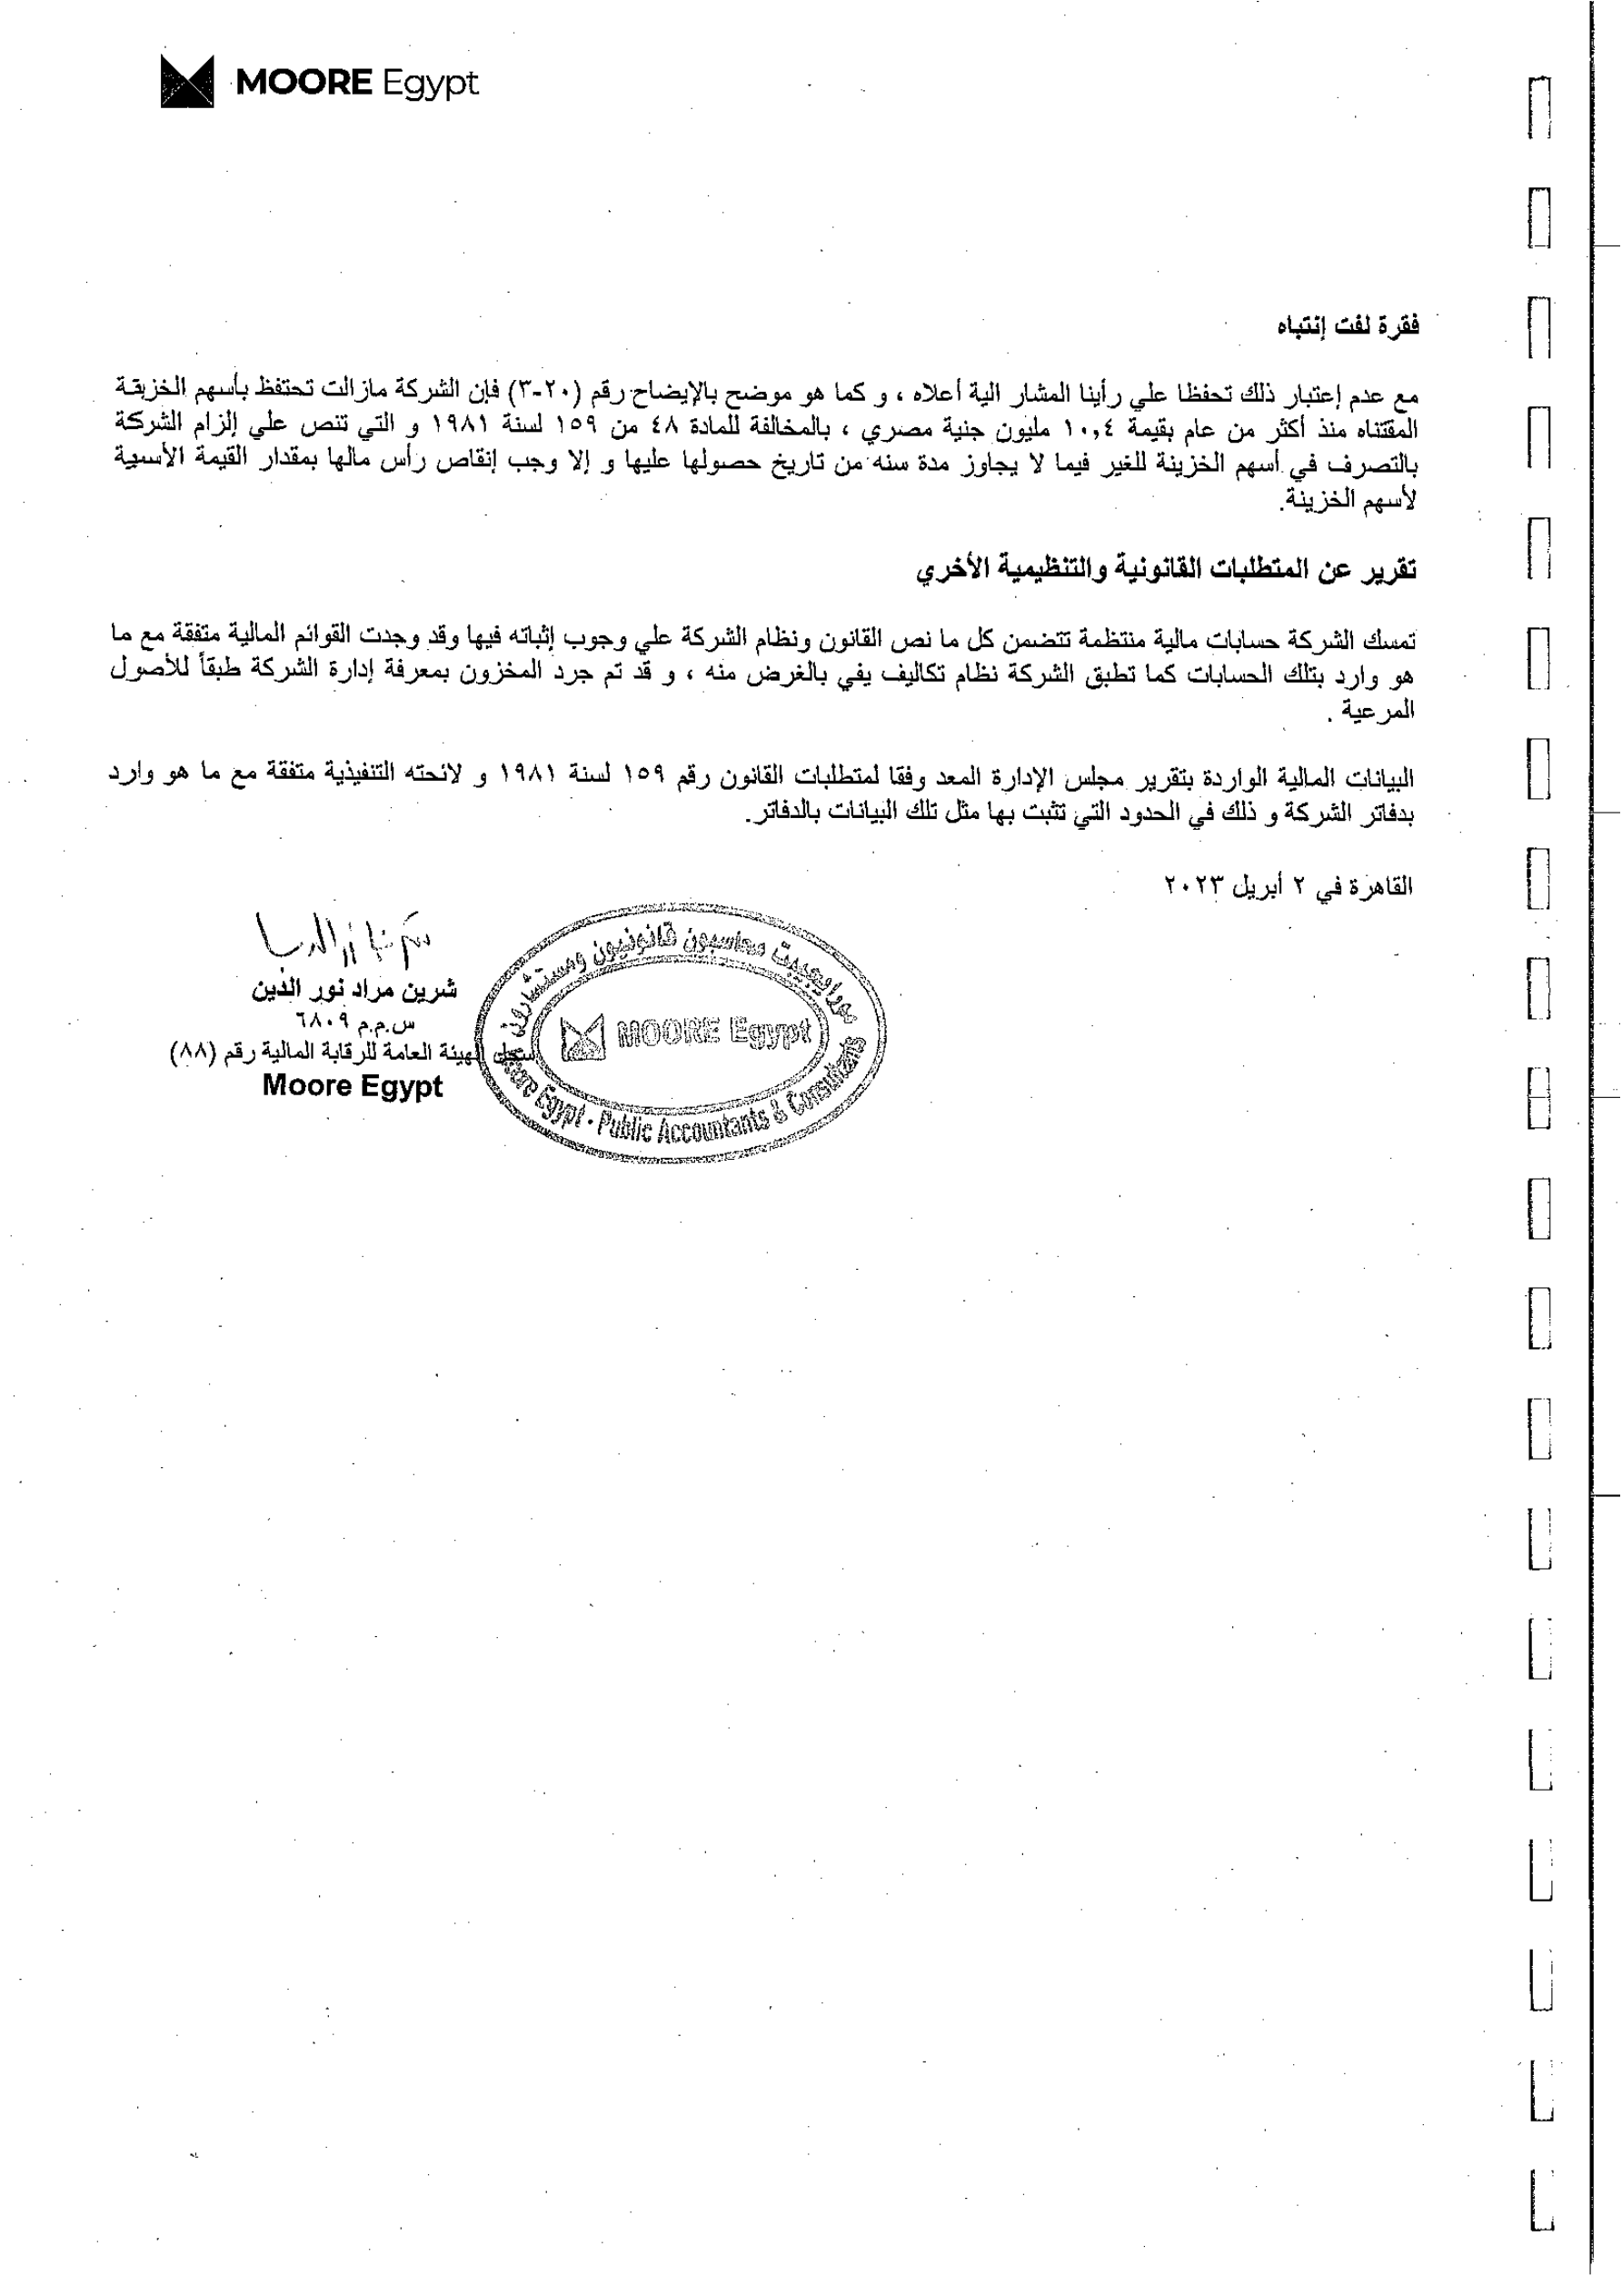 MOORE Egypt
فقرة لفت إنتباه
مع عدم إعتبار ذلك تحفظا علي رأينا المشار الية أعلاه ، و كما هو موضح بالإيضاح رقم (٢٠-٣) فإن الشركة مازالت تحتفظ بأسهم الخزينة
المقتناه منذ أكثر من عام بقيمة ١٠,٤ مليون جنية مصري ، بالمخالفة للمادة ٤٨ من ١٥٩ لسنة ١٩٨١ و التي تنص علي إلزام الشركة
بالتصرف في أسهم الخزينة للغير فيما لا يجاوز مدة سنه من تاريخ حصولها عليها و إلا وجب إنقاص رأس مالها بمقدار القيمة الأسمية
لأسهم الخزينة.
تقرير عن المتطلبات القانونية والتنظيمية الأخري
تمسك الشركة حسابات مالية منتظمة تتضمن كل ما نص القانون ونظام الشركة علي وجوب إثباته فيها وقد وجدت القوائم المالية متفقة مع ما
هو وارد بتلك الحسابات كما تطبق الشركة نظام تكاليف يفي بالغرض منه ، و قد تم جرد المخزون بمعرفة إدارة الشركة طبقاً للأصول
المرعية .
البيانات المالية الواردة بتقرير مجلس الإدارة المعد وفقا لمتطلبات القانون رقم ١٥٩ لسنة ١٩٨١ و لائحته التنفيذية متفقة مع ما هو وارد
بدفاتر الشركة و ذلك في الحدود التي تثبت بها مثل تلك البيانات بالدفاتر.
القاهرة في ٢ أبريل ٢٠٢٣
مور ايجيبت محاسبون قانونيون ومستشارون
MOORE Egypt
Moore Egypt - Public Accountants & Consultants
شرين مراد نور الدين
س.م.م ٦٨٠٩
سجل الهيئة العامة للرقابة المالية رقم (٨٨)
Moore Egypt